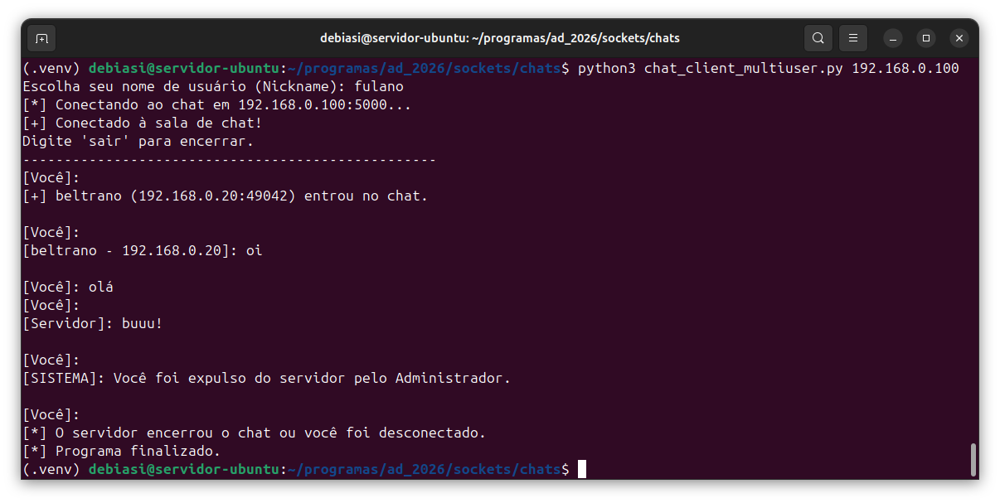 debiasi@servidor-ubuntu: ~/programas/ad_2026/sockets/chats
(.venv) debiasi@servidor-ubuntu:~/programas/ad_2026/sockets/chats$ python3 chat_client_multiuser.py 192.168.0.100
Escolha seu nome de usuário (Nickname): fulano
[*] Conectando ao chat em 192.168.0.100:5000...
[+] Conectado à sala de chat!
Digite 'sair' para encerrar.
--------------------------------------------------
[Você]:
[+] beltrano (192.168.0.20:49042) entrou no chat.
[Você]:
[beltrano - 192.168.0.20]: oi
[Você]: olá
[Você]:
[Servidor]: buuu!
[Você]:
[SISTEMA]: Você foi expulso do servidor pelo Administrador.
[Você]:
[*] O servidor encerrou o chat ou você foi desconectado.
[*] Programa finalizado.
(.venv) debiasi@servidor-ubuntu:~/programas/ad_2026/sockets/chats$